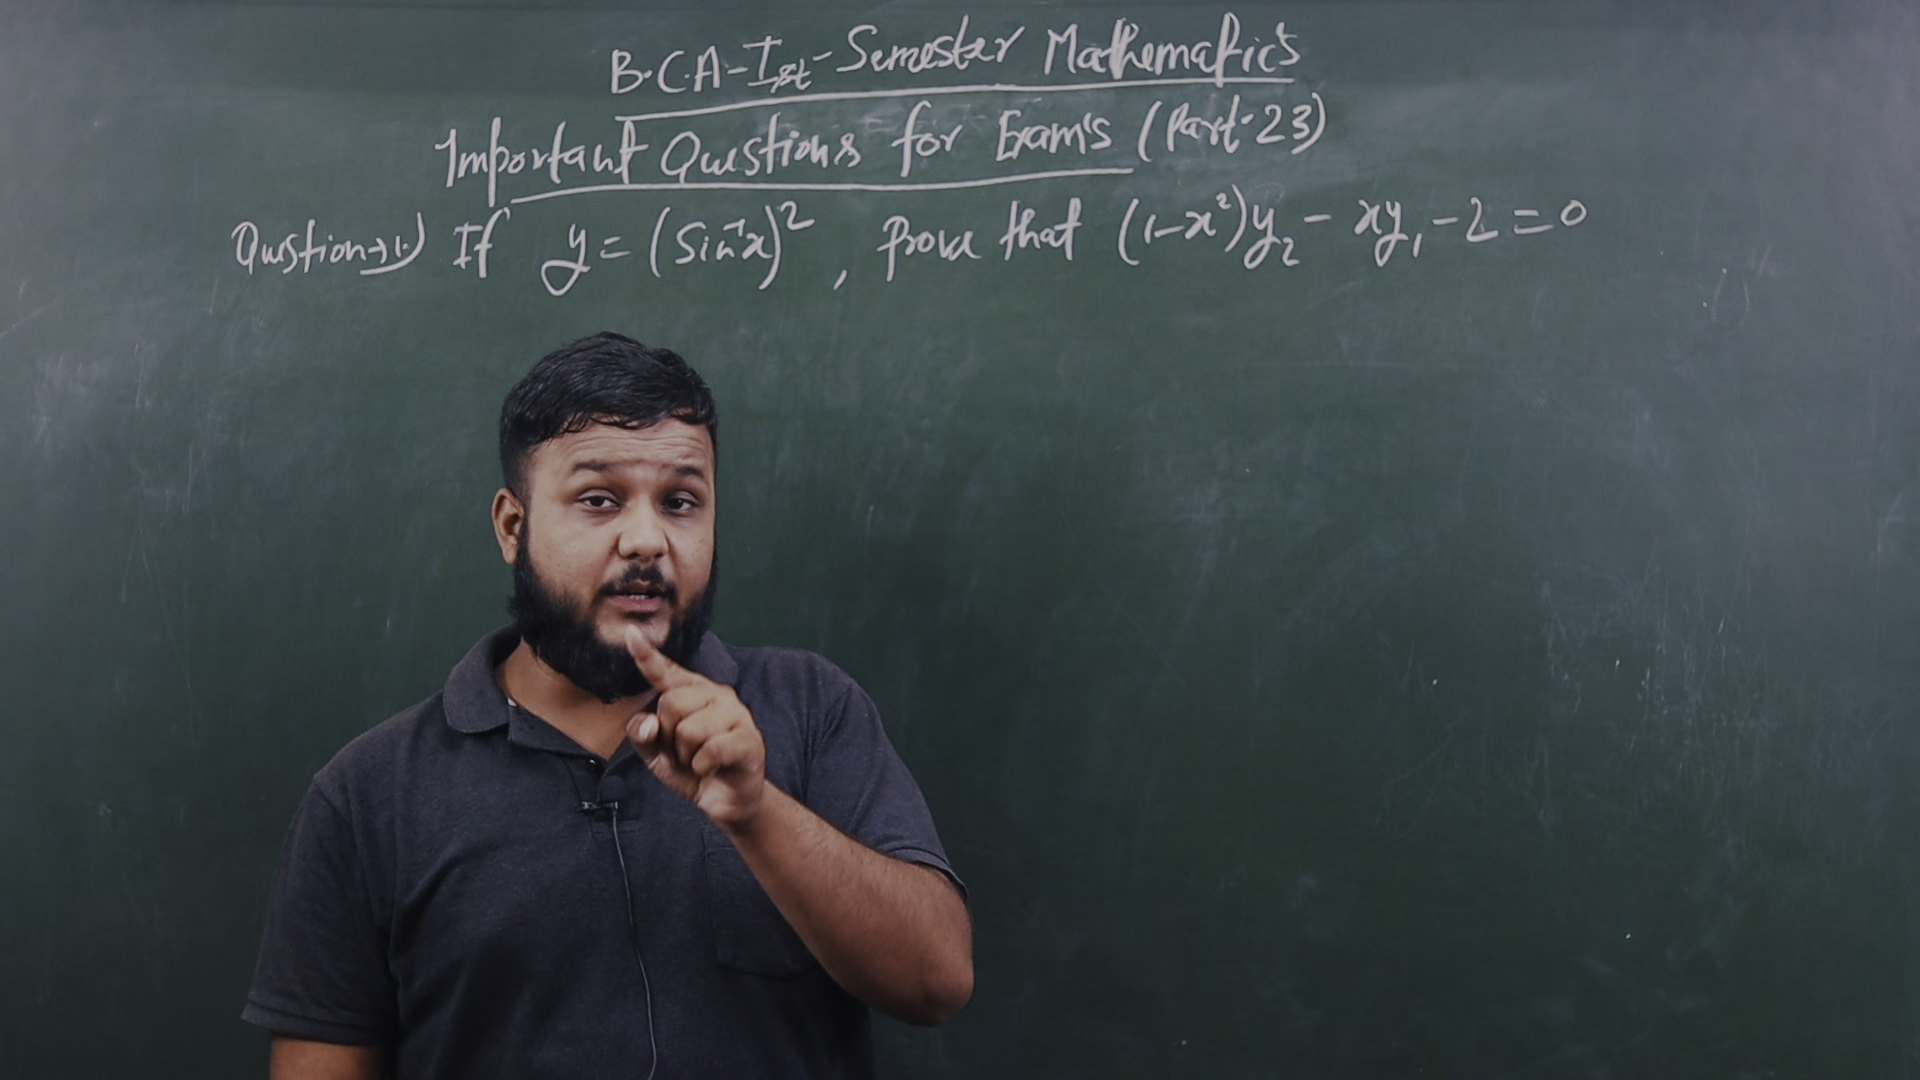 B.C.A-Ist-Semester Mathematics
Important Questions for Exam's (Part-23)
Question→1.) If y = (Sin⁻¹x)², Prove that (1-x²)y₂ - xy₁ - 2 = 0